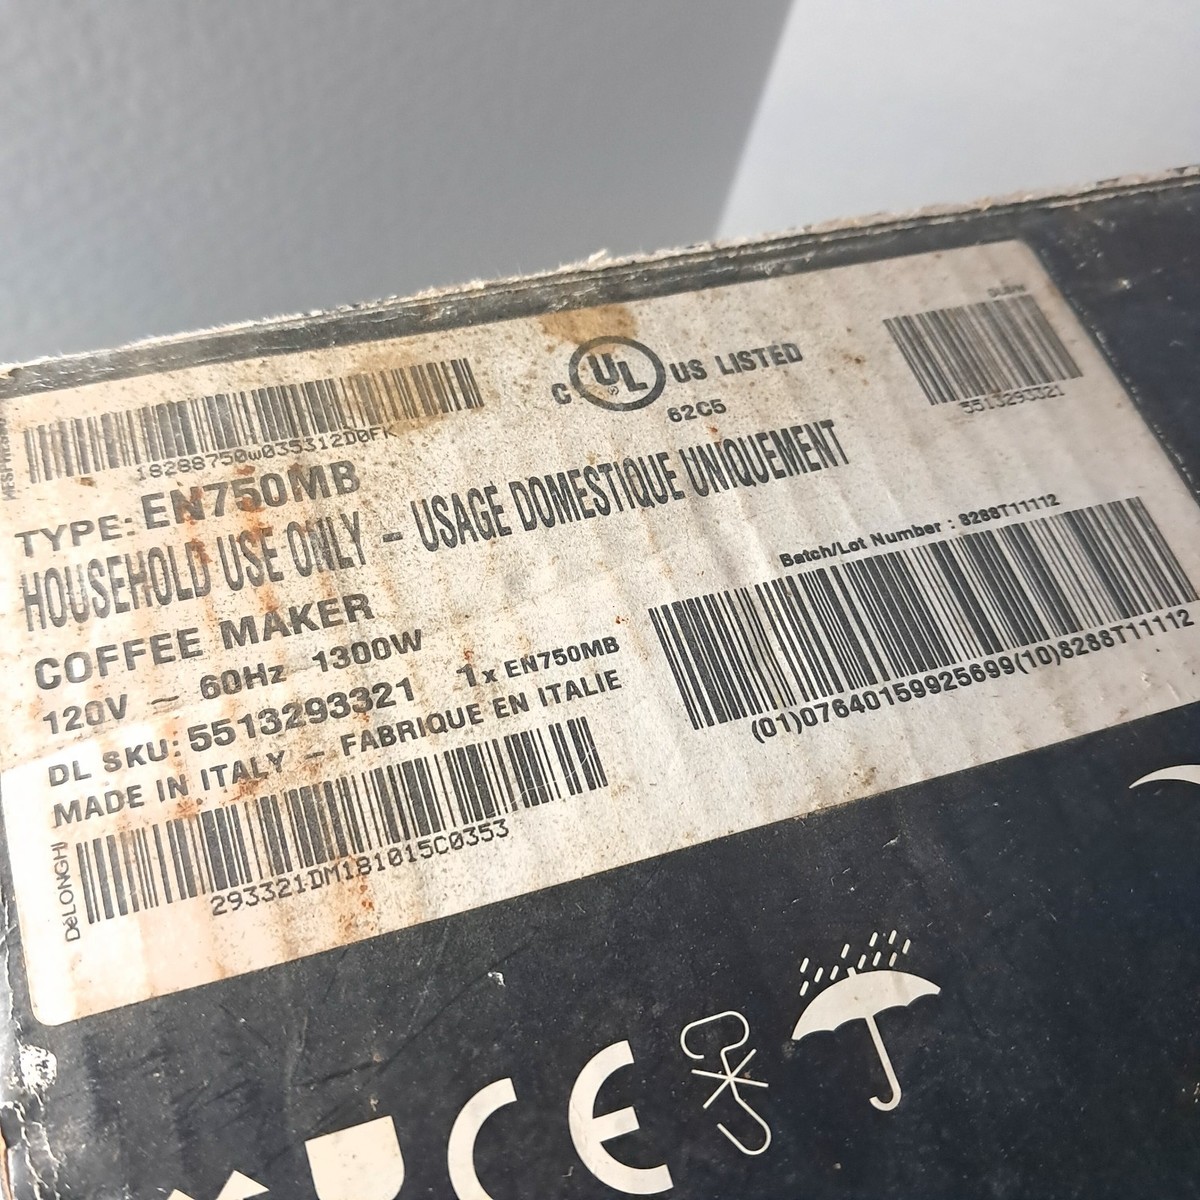 18288750w035312D0FK
TYPE: EN750MB
HOUSEHOLD USE ONLY - USAGE DOMESTIQUE UNIQUEMENT
COFFEE MAKER
120V ~ 60Hz 1300W
DL SKU: 5513293321 1x EN750MB
MADE IN ITALY - FABRIQUE EN ITALIE
DeLONGHI
293321DM181015C0353
C UL US LISTED
®
62C5
5513293321
Batch/Lot Number : 8288T11112
(01)07640159925699(10)8288T11112
CE